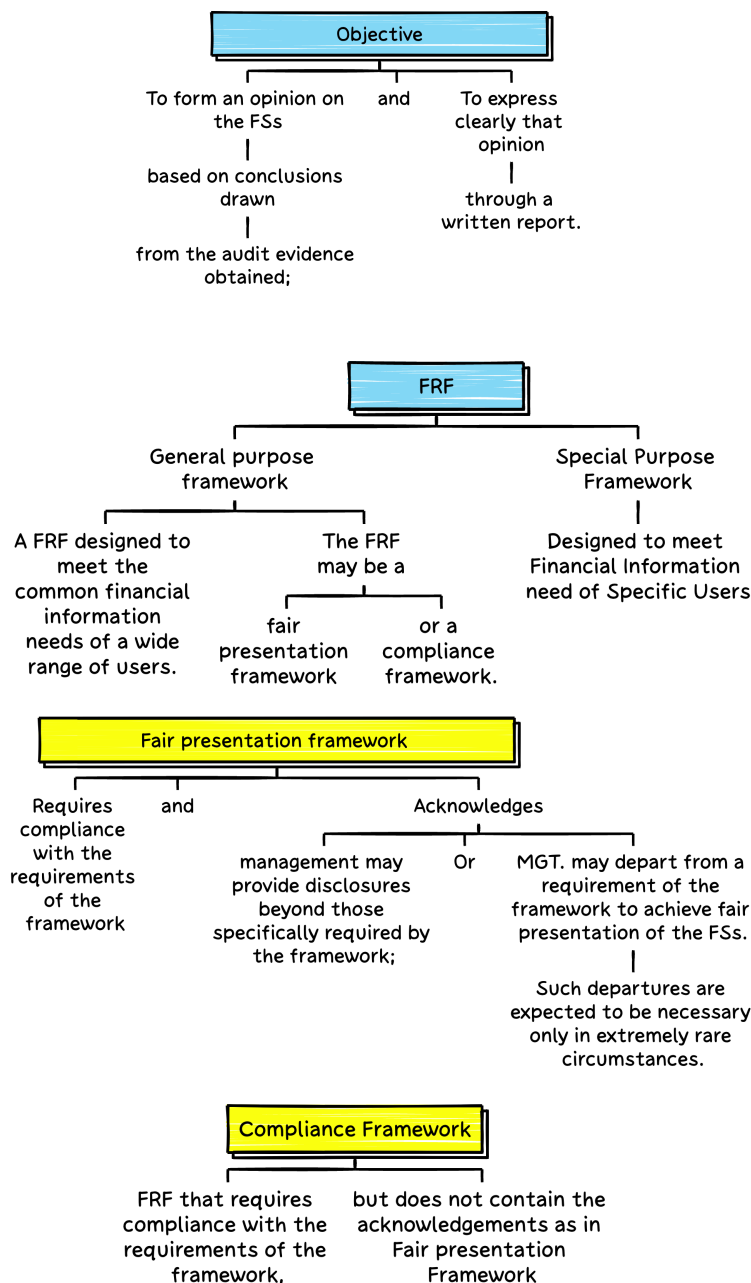 Objective
To form an opinion on
the FSs
based on conclusions
drawn
from the audit evidence
obtained;
and
To express
clearly that
opinion
through a
written report.
FRF
General purpose
framework
A FRF designed to
meet the
common financial
information
needs of a wide
range of users.
The FRF
may be a
fair
presentation
framework
or a
compliance
framework.
Special Purpose
Framework
Designed to meet
Financial Information
need of Specific Users
Fair presentation framework
Requires
compliance
with the
requirements
of the
framework
and
Acknowledges
management may
provide disclosures
beyond those
specifically required by
the framework;
Or
MGT. may depart from a
requirement of the
framework to achieve fair
presentation of the FSs.
Such departures are
expected to be necessary
only in extremely rare
circumstances.
Compliance Framework
FRF that requires
compliance with the
requirements of the
framework,
but does not contain the
acknowledgements as in
Fair presentation
Framework